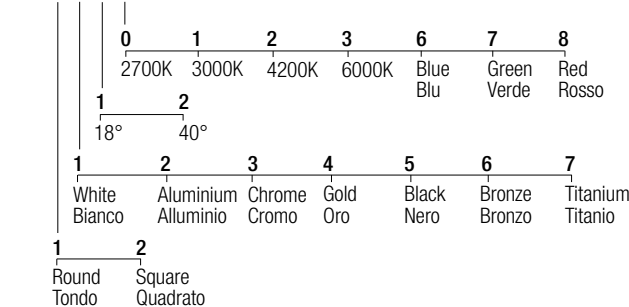 0 1 2 3 6 7 8
2700K 3000K 4200K 6000K Blue Green Red
Blu Verde Rosso
1 2
18° 40°
1 2 3 4 5 6 7
White Aluminium Chrome Gold Black Bronze Titanium
Bianco Alluminio Cromo Oro Nero Bronzo Titanio
1 2
Round Square
Tondo Quadrato